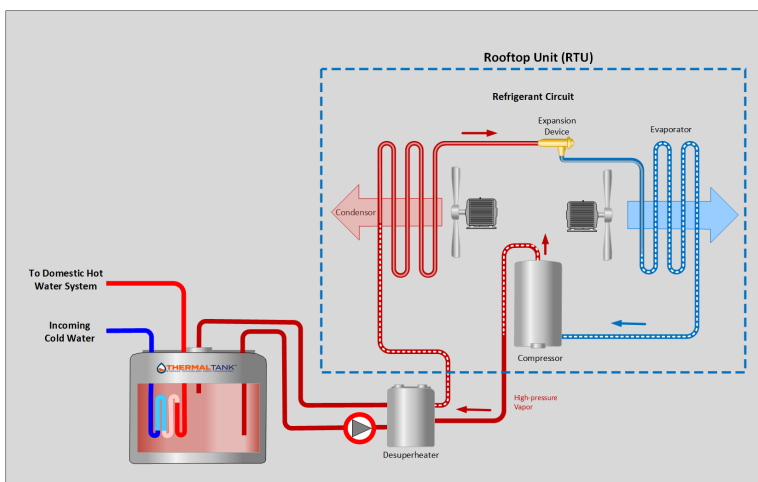 Rooftop Unit (RTU)
Refrigerant Circuit
Expansion
Device
Evaporator
Condensor
To Domestic Hot
Water System
Incoming
Cold Water
THERMALTANK
Compressor
High-pressure
Vapor
Desuperheater